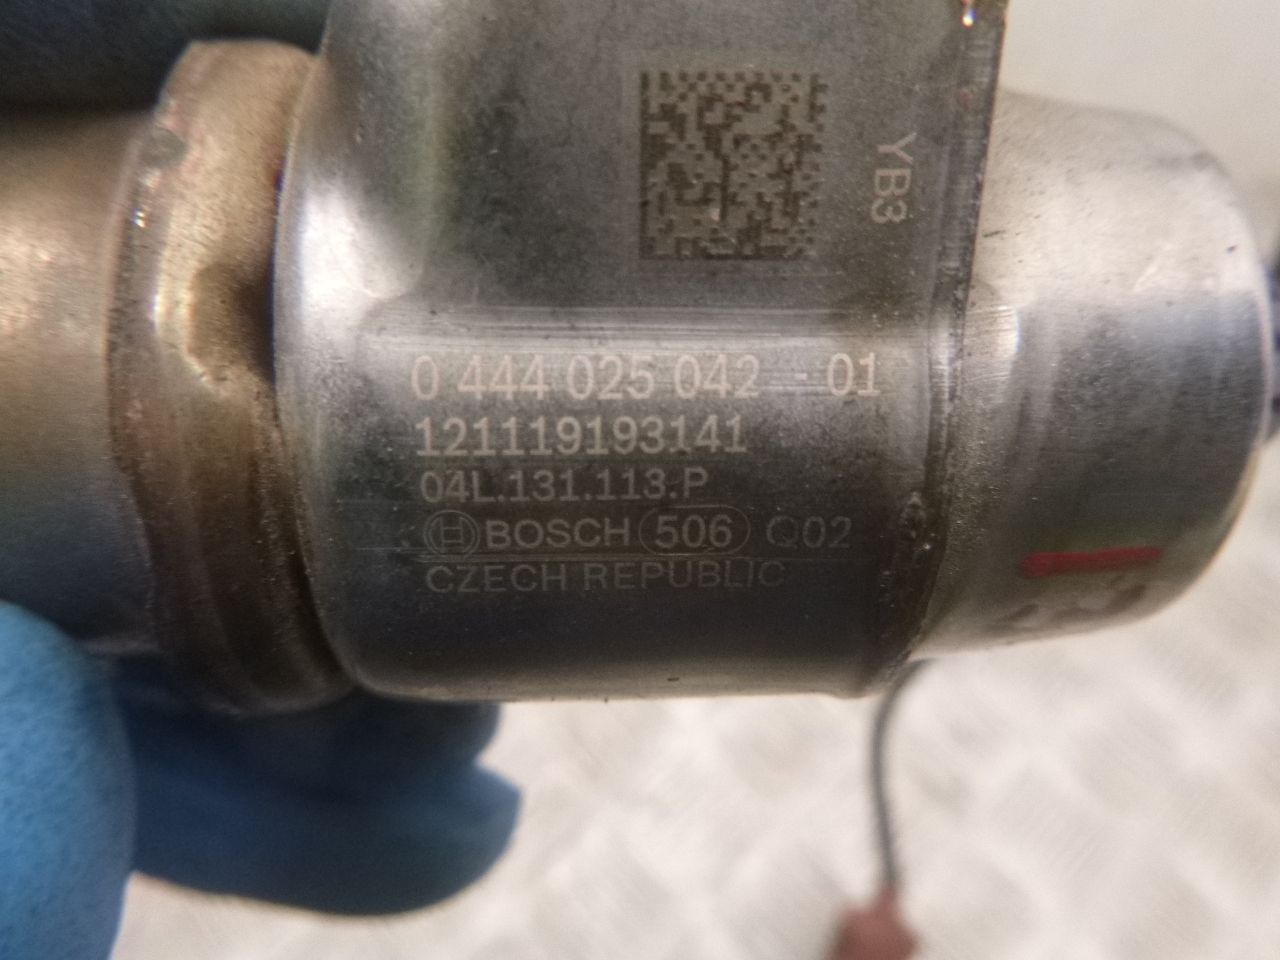 YB3
0 444 025 042 - 01
121119193141
04L.131.113.P
BOSCH 506 Q02
CZECH REPUBLIC